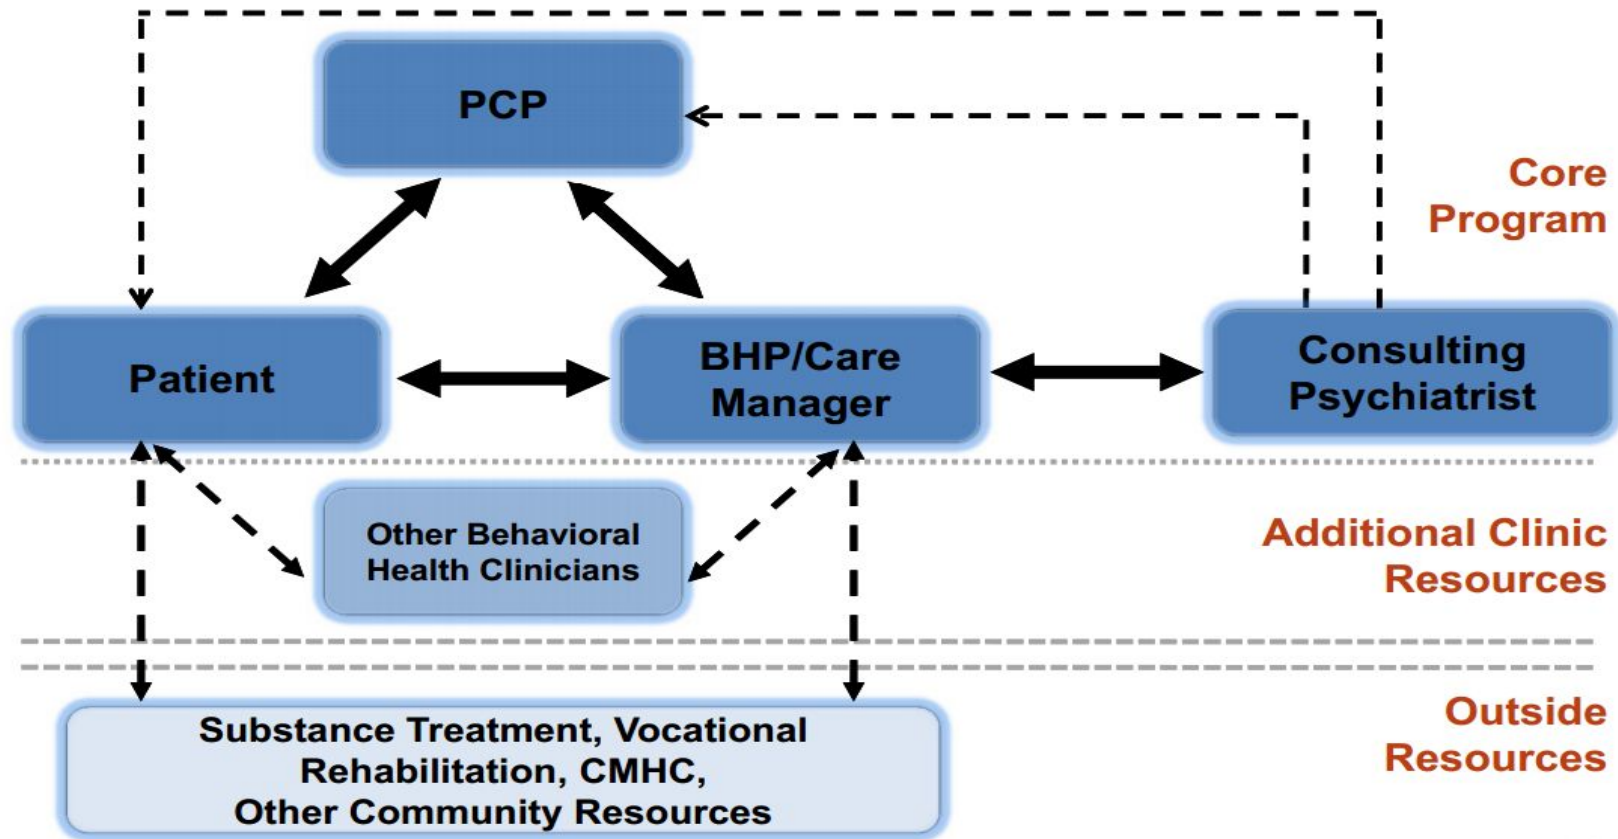 PCP
Core
Program
Patient
BHP/Care
Manager
Consulting
Psychiatrist
Other Behavioral
Health Clinicians
Additional Clinic
Resources
Substance Treatment, Vocational
Rehabilitation, CMHC,
Other Community Resources
Outside
Resources